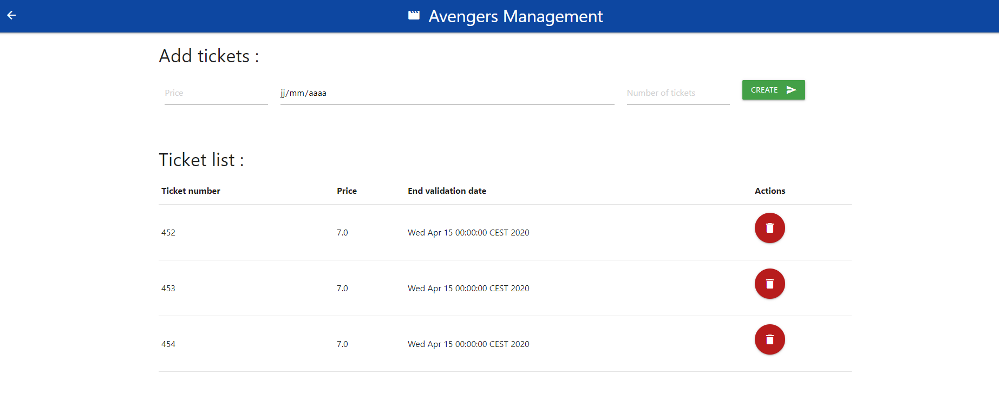 Avengers Management
Add tickets :
Price jj/mm/aaaa Number of tickets CREATE
Ticket list :
Ticket number Price End validation date Actions
452 7.0 Wed Apr 15 00:00:00 CEST 2020
453 7.0 Wed Apr 15 00:00:00 CEST 2020
454 7.0 Wed Apr 15 00:00:00 CEST 2020